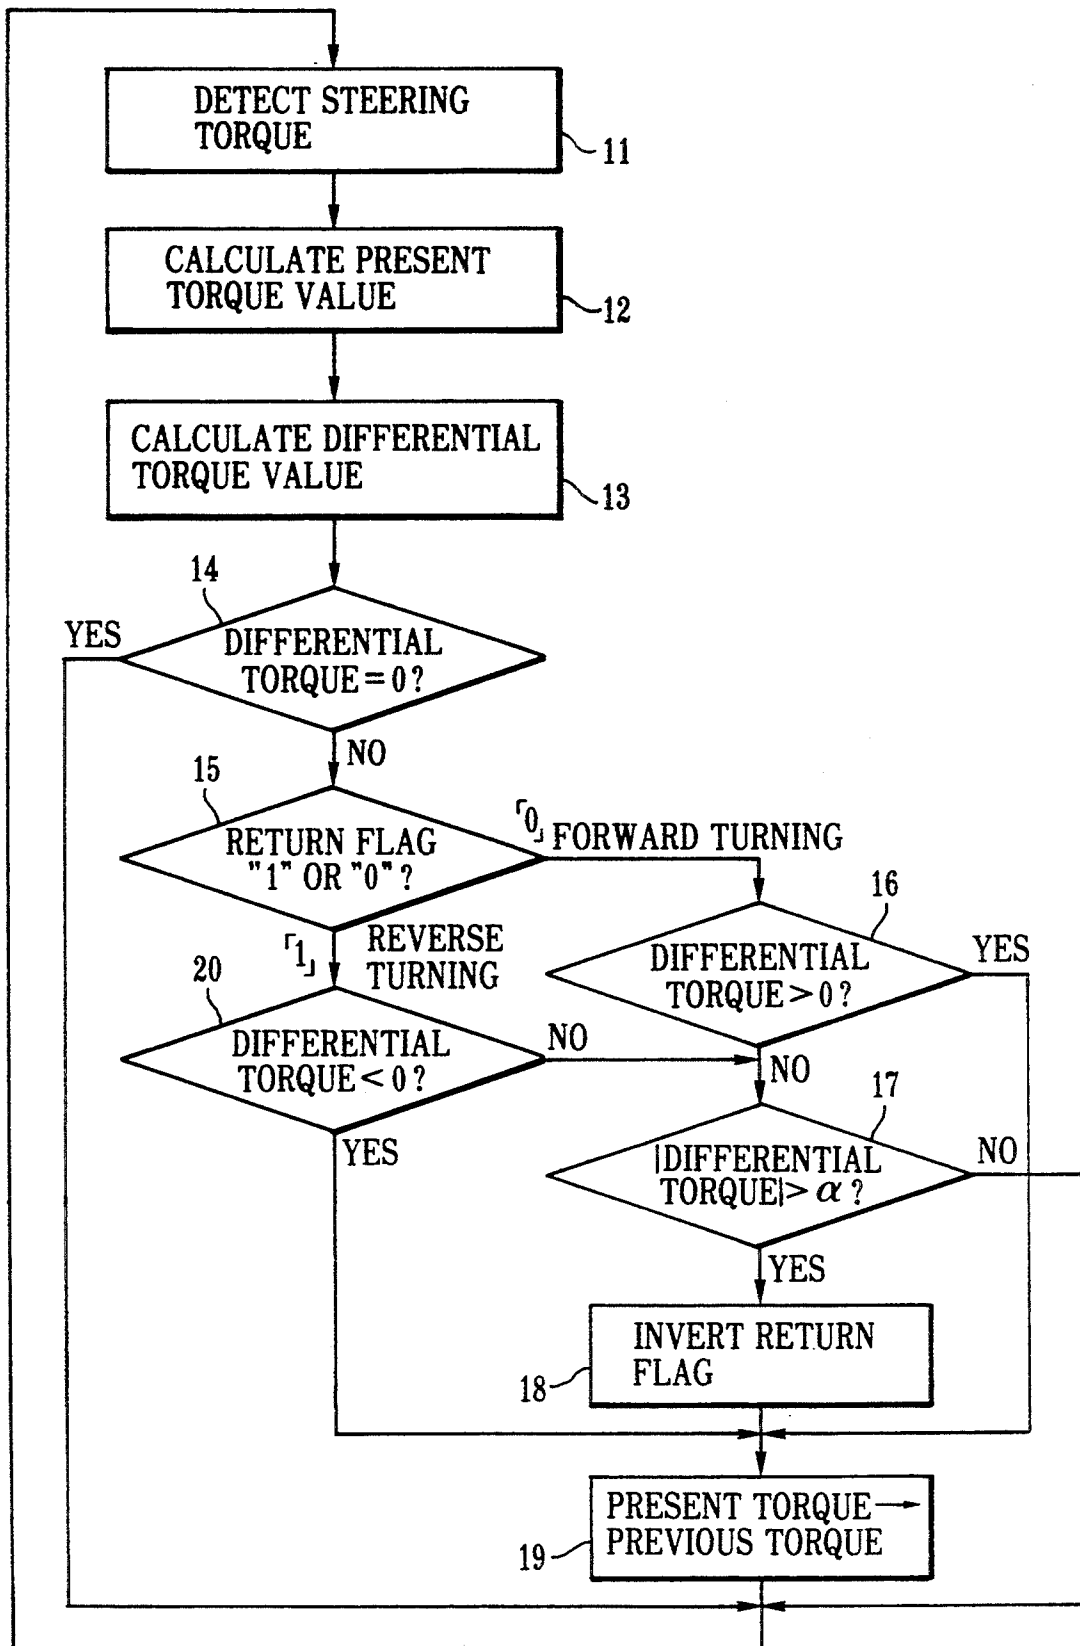 DETECT STEERING
TORQUE
11
CALCULATE PRESENT
TORQUE VALUE
12
CALCULATE DIFFERENTIAL
TORQUE VALUE
13
14
YES
DIFFERENTIAL
TORQUE = 0?
NO
15
RETURN FLAG
"1" OR "0"?
「0」 FORWARD TURNING
16
「1」 REVERSE
TURNING
DIFFERENTIAL
TORQUE > 0?
YES
20
DIFFERENTIAL
TORQUE < 0?
NO
NO
YES
17
|DIFFERENTIAL
TORQUE| > α ?
NO
YES
INVERT RETURN
FLAG
18
PRESENT TORQUE →
PREVIOUS TORQUE
19